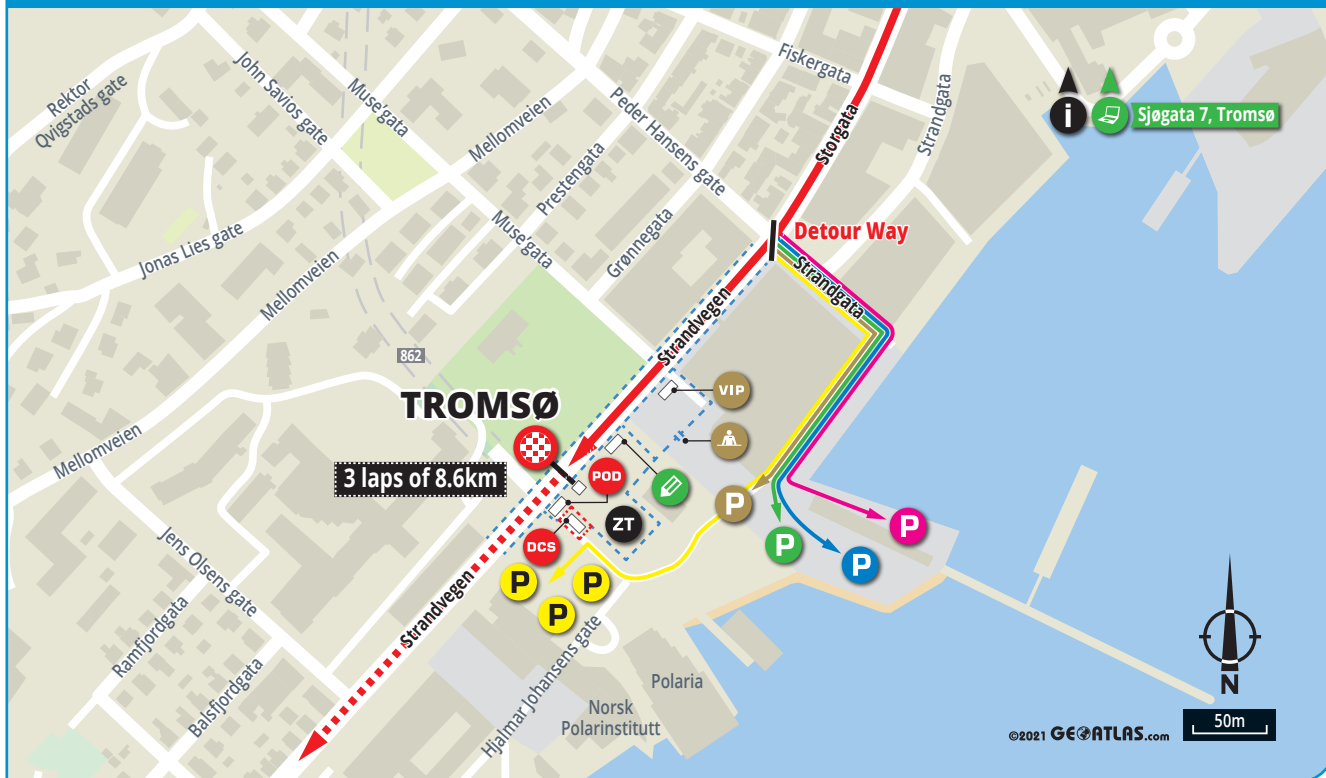 Rektor
Qvigstads gate
John Savios gate
Muse'gata
Mellomveien
Peder Hansens gate
Fiskergata
Storgata
Strandgata
i
Sjøgata 7, Tromsø
Prestengata
Grønnegata
Muse'gata
Jonas Lies gate
Mellomveien
Detour Way
Strandgata
Strandvegen
862
VIP
TROMSØ
3 laps of 8.6km
POD
ZT
DCS
P
P
P
P
P
P
P
Mellomveien
Jens Olsens gate
Ramfjordgata
Balsfjordgata
Strandvegen
Hjalmar Johansens gate
Polaria
Norsk
Polarinstitutt
N
50m
©2021 GEOATLAS.com